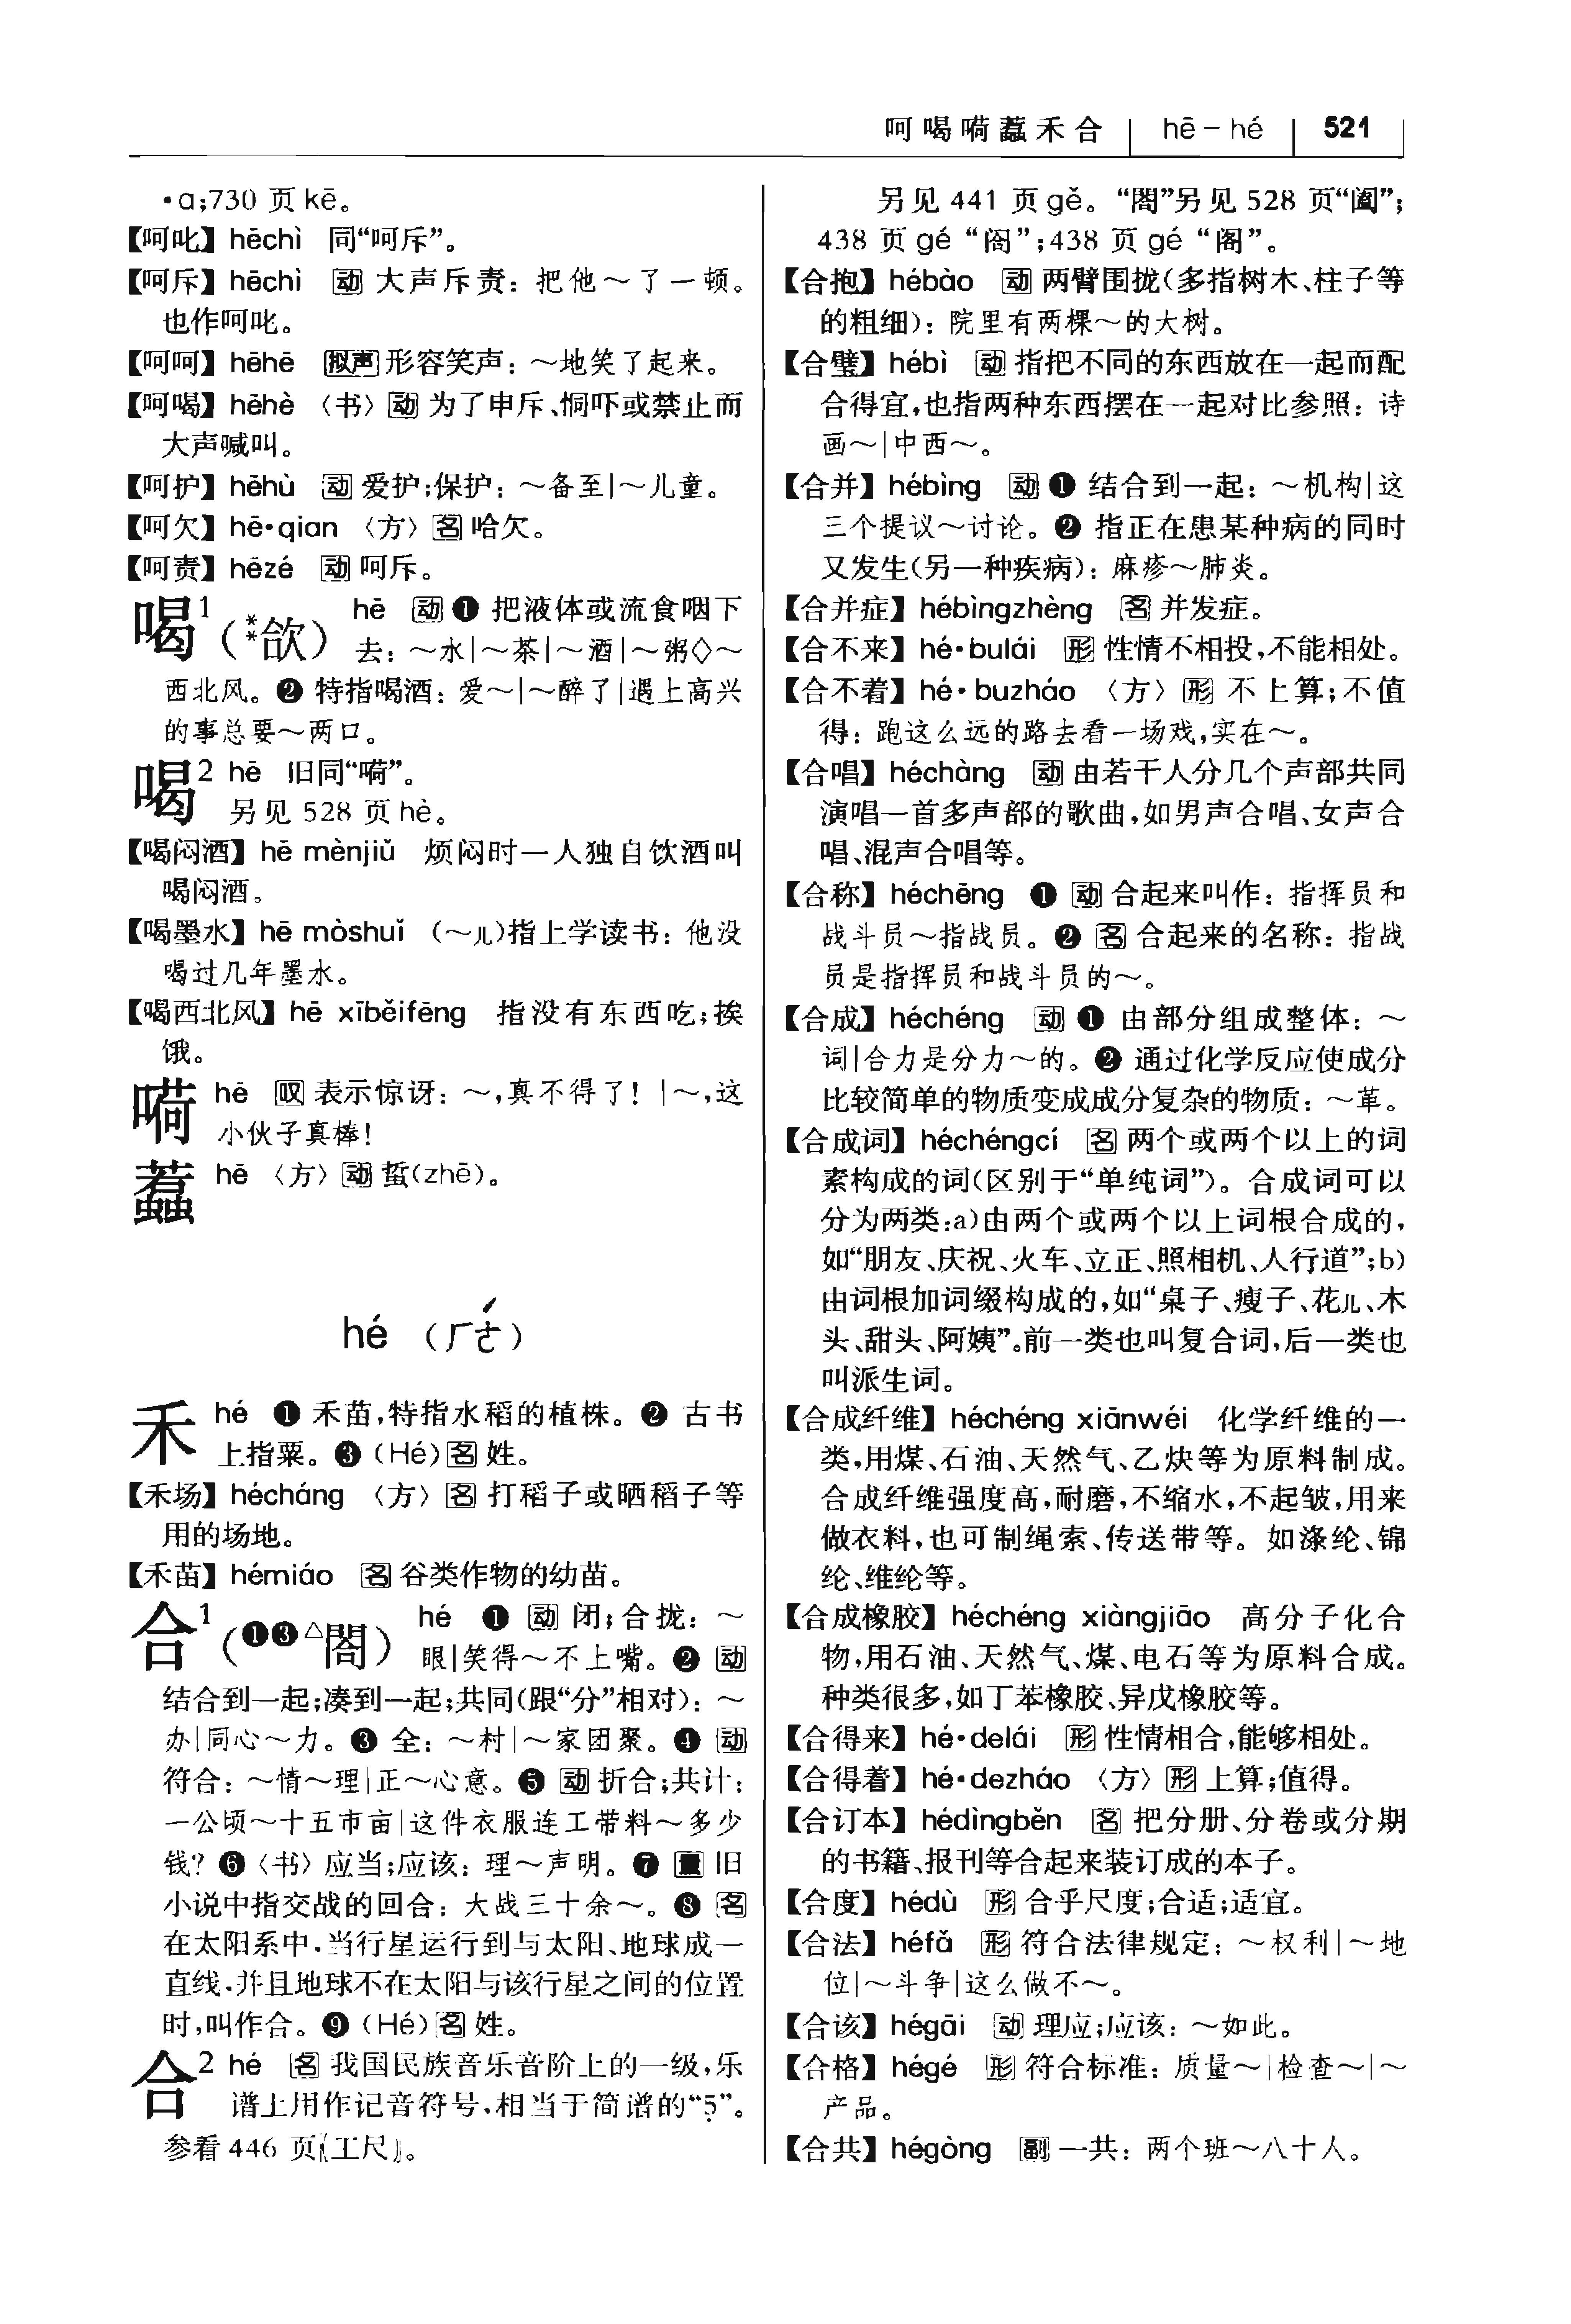 呵喝嗬蠚禾合 hē－hé 521
·ɑ;730 页 kē。
【呵叱】hēchì 同“呵斥”。
【呵斥】hēchì 动 大声斥责：把他～了一顿。
也作呵叱。
【呵呵】hēhē 拟声 形容笑声：～地笑了起来。
【呵喝】hēhè 〈书〉动 为了申斥、恫吓或禁止而
大声喊叫。
【呵护】hēhù 动 爱护;保护：～备至|～儿童。
【呵欠】hē·qian 〈方〉名 哈欠。
【呵责】hēzé 动 呵斥。
喝1（**欱） hē 动 ❶ 把液体或流食咽下
去：～水|～茶|～酒|～粥◇～
西北风。❷ 特指喝酒：爱～|～醉了|遇上高兴
的事总要～两口。
喝2 hē 旧同“嗬”。
另见 528 页 hè。
【喝闷酒】hē mènjiǔ 烦闷时一人独自饮酒叫
喝闷酒。
【喝墨水】hē mòshuǐ （～儿）指上学读书：他没
喝过几年墨水。
【喝西北风】hē xīběifēng 指没有东西吃;挨
饿。
嗬 hē 叹 表示惊讶：～,真不得了！|～,这
小伙子真棒！
蠚 hē 〈方〉动 蜇(zhē)。
hé （ㄏㄜˊ）
禾 hé ❶ 禾苗,特指水稻的植株。❷ 古书
上指粟。❸（Hé）名 姓。
【禾场】hécháng 〈方〉名 打稻子或晒稻子等
用的场地。
【禾苗】hémiáo 名 谷类作物的幼苗。
合1（❶❸△閤） hé ❶ 动 闭;合拢：～
眼|笑得～不上嘴。❷ 动
结合到一起;凑到一起;共同(跟“分”相对)：～
办|同心～力。❸ 全：～村|～家团聚。❹ 动
符合：～情～理|正～心意。❺ 动 折合;共计：
一公顷～十五市亩|这件衣服连工带料～多少
钱？❻〈书〉应当;应该：理～声明。❼ 量 旧
小说中指交战的回合：大战三十余～。❽ 名
在太阳系中,当行星运行到与太阳、地球成一
直线,并且地球不在太阳与该行星之间的位置
时,叫作合。❾（Hé）名 姓。
合2 hé 名 我国民族音乐音阶上的一级,乐
谱上用作记音符号,相当于简谱的“5̣”。
参看 446 页〖工尺〗。
另见 441 页 gě。“閤”另见 528 页“阖”;
438 页 gé “阁”;438 页 gé “阁”。
【合抱】hébào 动 两臂围拢(多指树木、柱子等
的粗细)：院里有两棵～的大树。
【合璧】hébì 动 指把不同的东西放在一起而配
合得宜,也指两种东西摆在一起对比参照：诗
画～|中西～。
【合并】hébìng 动 ❶ 结合到一起：～机构|这
三个提议～讨论。❷ 指正在患某种病的同时
又发生(另一种疾病)：麻疹～肺炎。
【合并症】hébìngzhèng 名 并发症。
【合不来】hé·bulái 形 性情不相投,不能相处。
【合不着】hé·buzháo 〈方〉形 不上算;不值
得：跑这么远的路去看一场戏,实在～。
【合唱】héchàng 动 由若干人分几个声部共同
演唱一首多声部的歌曲,如男声合唱、女声合
唱、混声合唱等。
【合称】héchēng ❶ 动 合起来叫作：指挥员和
战斗员～指战员。❷ 名 合起来的名称：指战
员是指挥员和战斗员的～。
【合成】héchéng 动 ❶ 由部分组成整体：～
词|合力是分力～的。❷ 通过化学反应使成分
比较简单的物质变成成分复杂的物质：～革。
【合成词】héchéngcí 名 两个或两个以上的词
素构成的词(区别于“单纯词”)。合成词可以
分为两类:a)由两个或两个以上词根合成的,
如“朋友、庆祝、火车、立正、照相机、人行道”;b)
由词根加词缀构成的,如“桌子、瘦子、花儿、木
头、甜头、阿姨”。前一类也叫复合词,后一类也
叫派生词。
【合成纤维】héchéng xiānwéi 化学纤维的一
类,用煤、石油、天然气、乙炔等为原料制成。
合成纤维强度高,耐磨,不缩水,不起皱,用来
做衣料,也可制绳索、传送带等。如涤纶、锦
纶、维纶等。
【合成橡胶】héchéng xiàngjiāo 高分子化合
物,用石油、天然气、煤、电石等为原料合成。
种类很多,如丁苯橡胶、异戊橡胶等。
【合得来】hé·delái 形 性情相合,能够相处。
【合得着】hé·dezháo 〈方〉形 上算;值得。
【合订本】hédìngběn 名 把分册、分卷或分期
的书籍、报刊等合起来装订成的本子。
【合度】hédù 形 合乎尺度;合适;适宜。
【合法】héfǎ 形 符合法律规定：～权利|～地
位|～斗争|这么做不～。
【合该】hégāi 动 理应;应该：～如此。
【合格】hégé 形 符合标准：质量～|检查～|～
产品。
【合共】hégòng 副 一共：两个班～八十人。